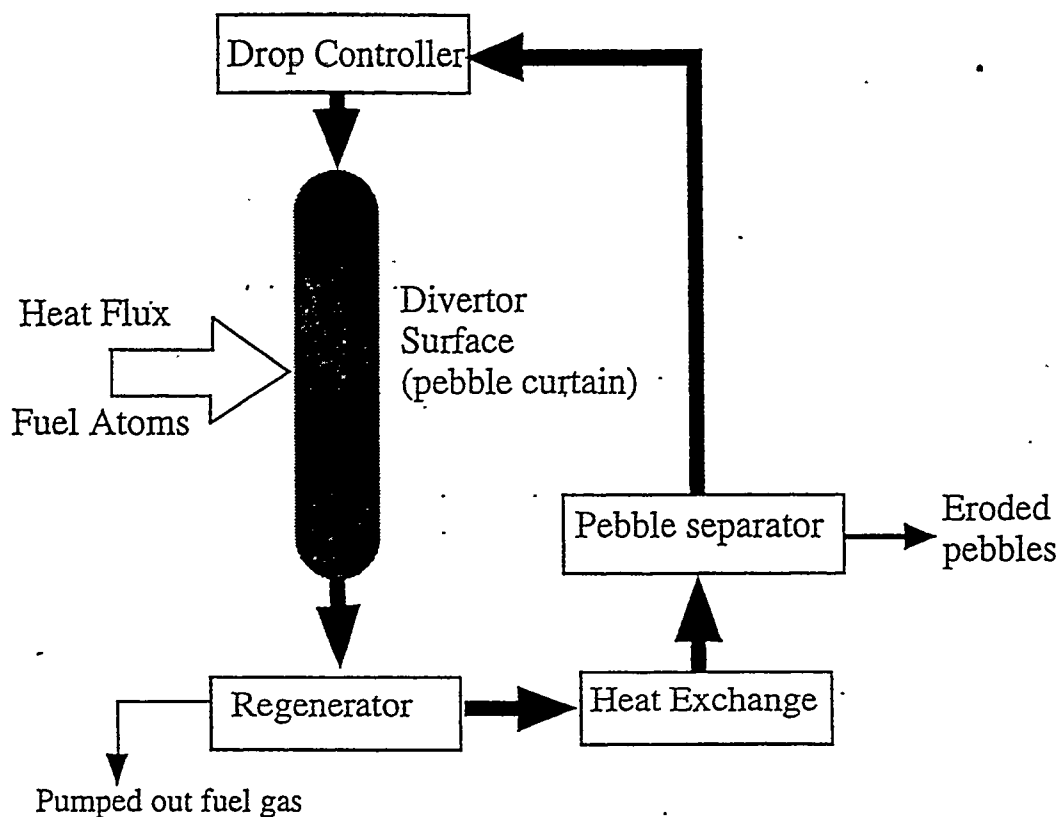 Drop Controller
Heat Flux
Fuel Atoms
Divertor
Surface
(pebble curtain)
Pebble separator
Eroded
pebbles
Regenerator
Heat Exchange
Pumped out fuel gas